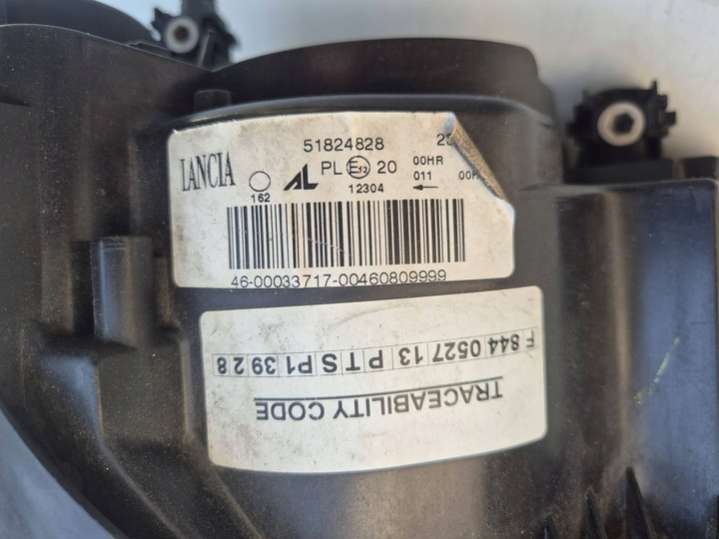 51824828
LANCIA
AL PL E 20
00HR
162 12304 011 ← 00H
46-00033717-00460809999
TRACEABILITY CODE
F 844 0527 13 P T S P1 39 2 8